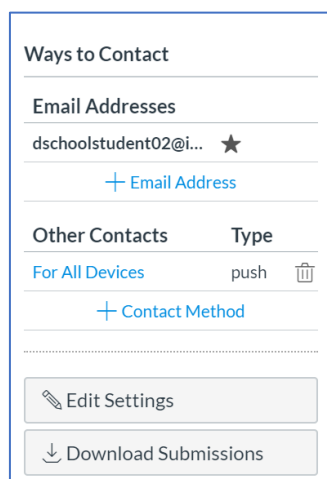 Ways to Contact
Email Addresses
dschoolstudent02@i...
+ Email Address
Other Contacts Type
For All Devices push
+ Contact Method
Edit Settings
Download Submissions